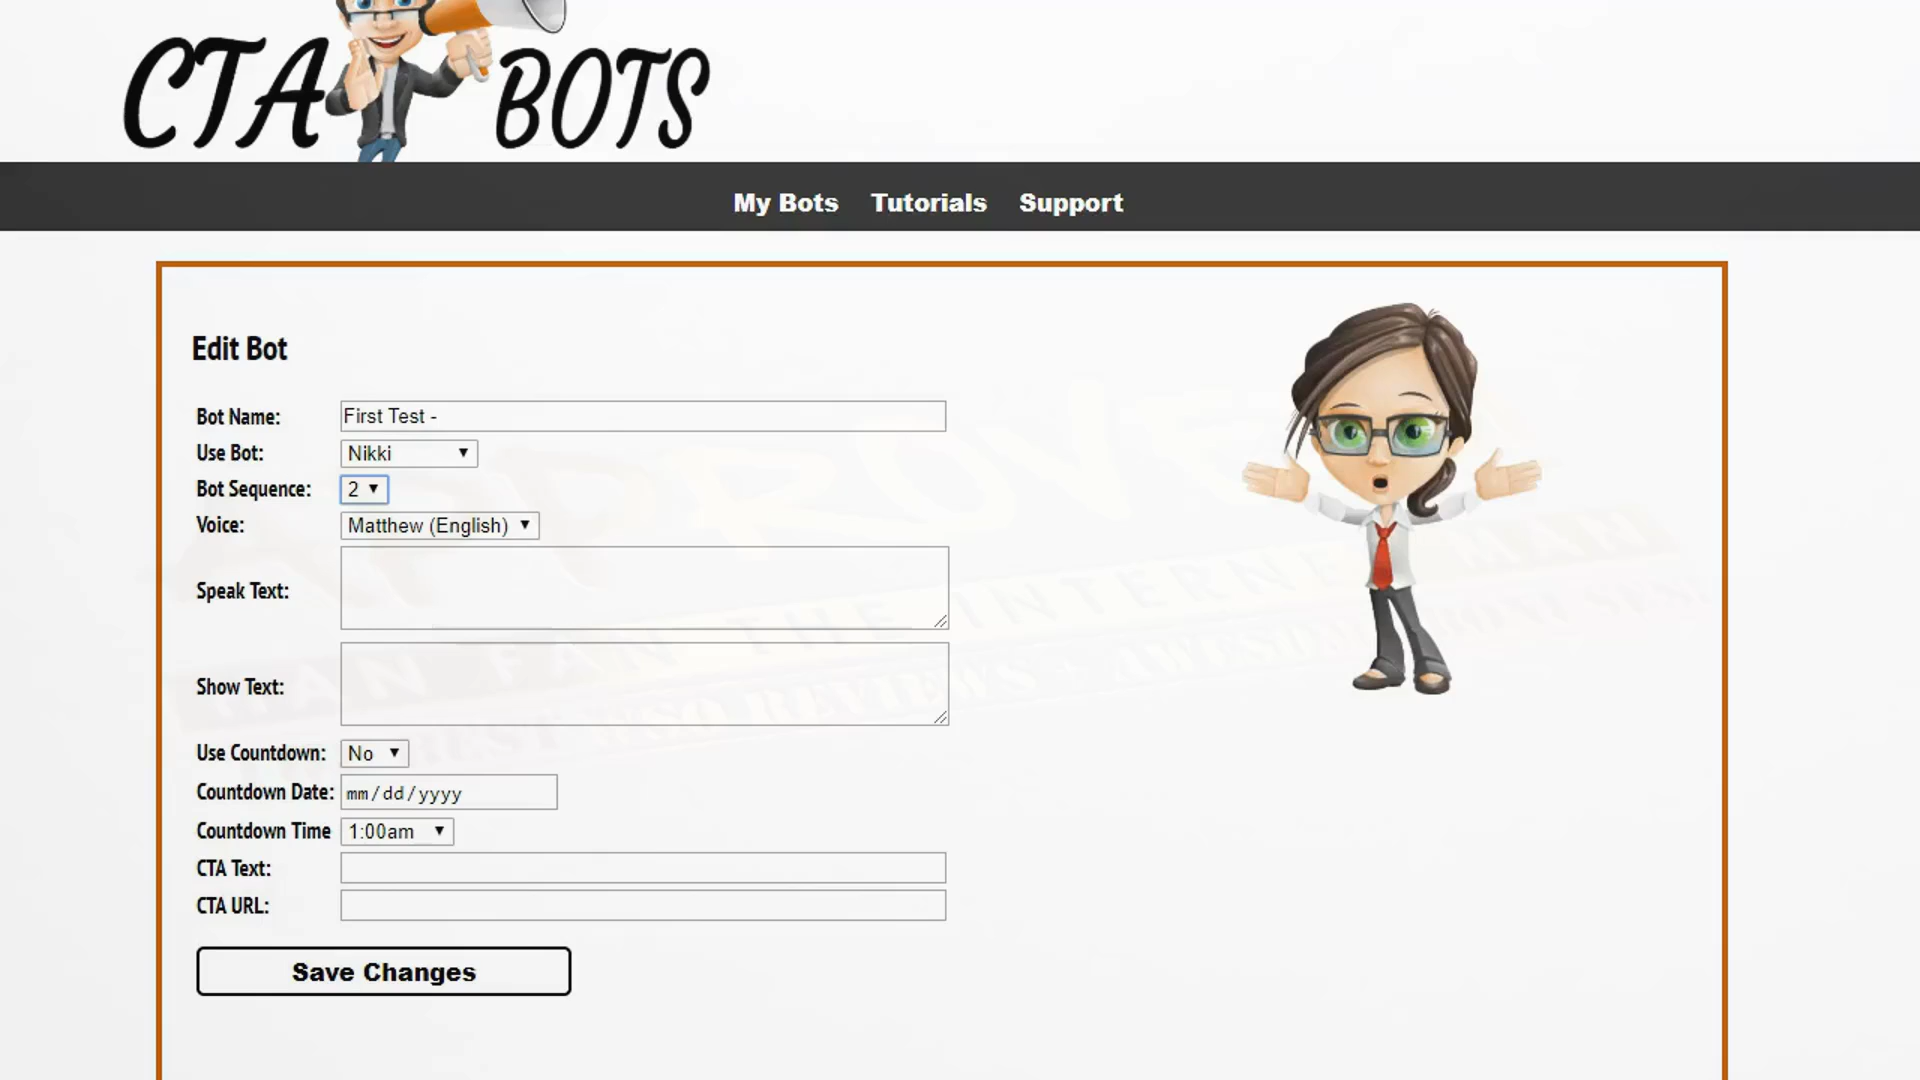 CTA BOTS
My Bots Tutorials Support
Edit Bot
Bot Name: First Test -
Use Bot: Nikki
Bot Sequence: 2
Voice: Matthew (English)
Speak Text:
Show Text:
Use Countdown: No
Countdown Date: mm/dd/yyyy
Countdown Time 1:00am
CTA Text:
CTA URL:
Save Changes